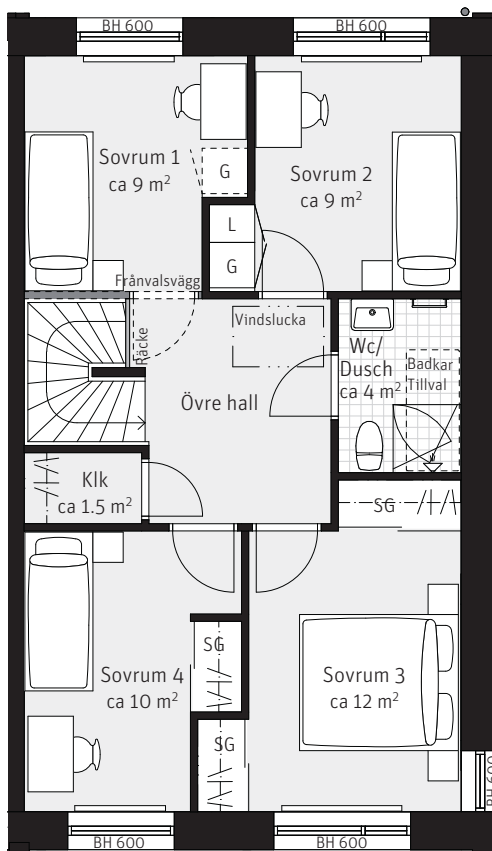 BH 600
BH 600
Sovrum 1
ca 9 m²
G
Sovrum 2
ca 9 m²
L
G
Frånvalsvägg
Räcke
Vindslucka
Wc/
Dusch
ca 4 m²
Badkar
Tillval
Övre hall
Klk
ca 1.5 m²
SG
SG
Sovrum 4
ca 10 m²
Sovrum 3
ca 12 m²
SG
BH 600
BH 600
BH 600